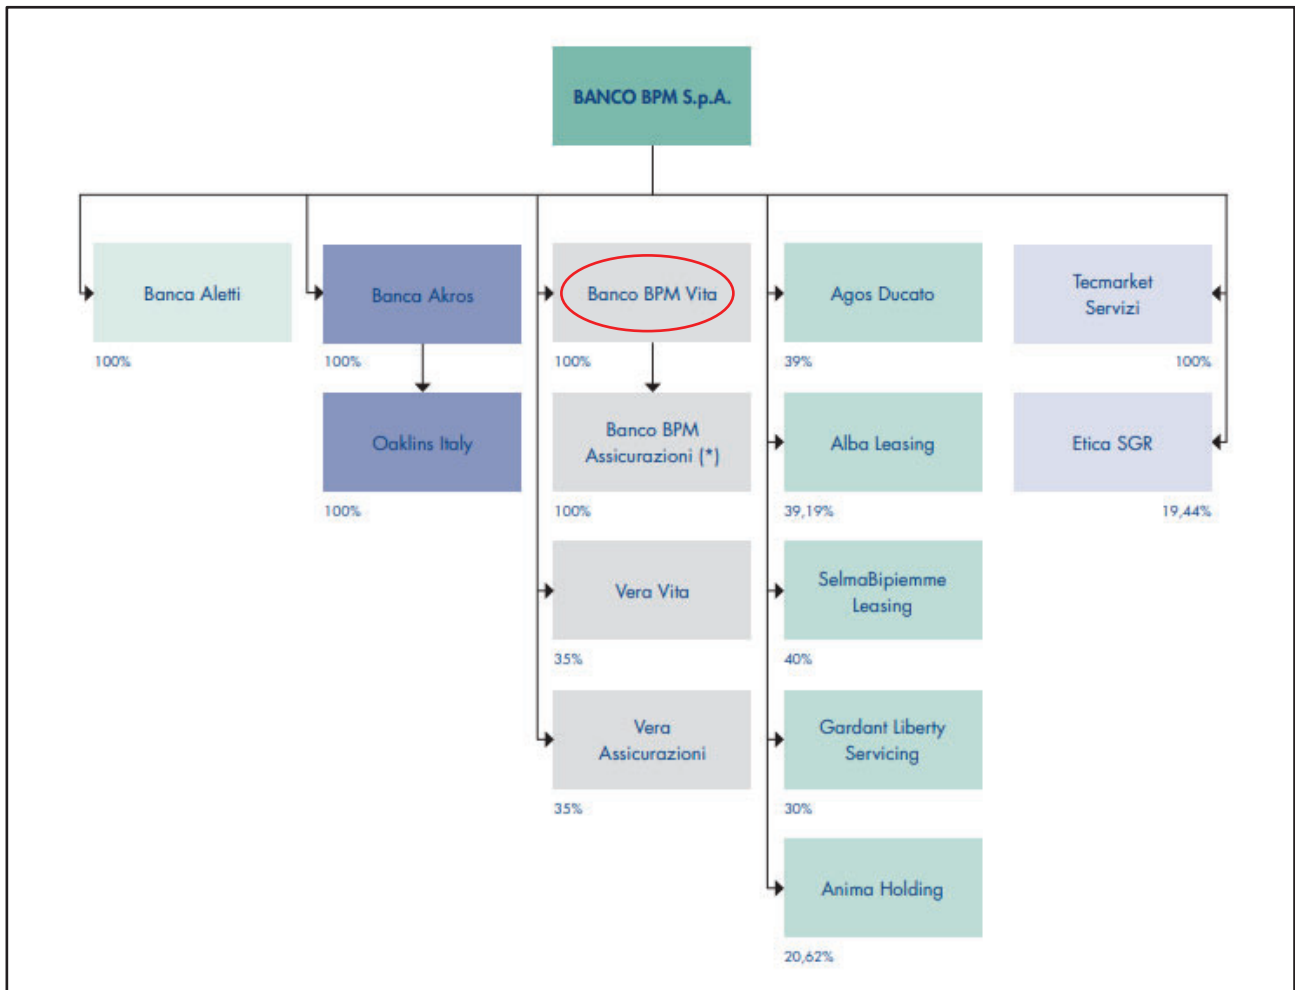 BANCO BPM S.p.A.
Banca Aletti
100%
Banca Akros
100%
Oaklins Italy
100%
Banco BPM Vita
100%
Banco BPM
Assicurazioni (*)
100%
Vera Vita
35%
Vera
Assicurazioni
35%
Agos Ducato
39%
Alba Leasing
39,19%
SelmaBipiemme
Leasing
40%
Gardant Liberty
Servicing
30%
Anima Holding
20,62%
Tecmarket
Servizi
100%
Etica SGR
19,44%